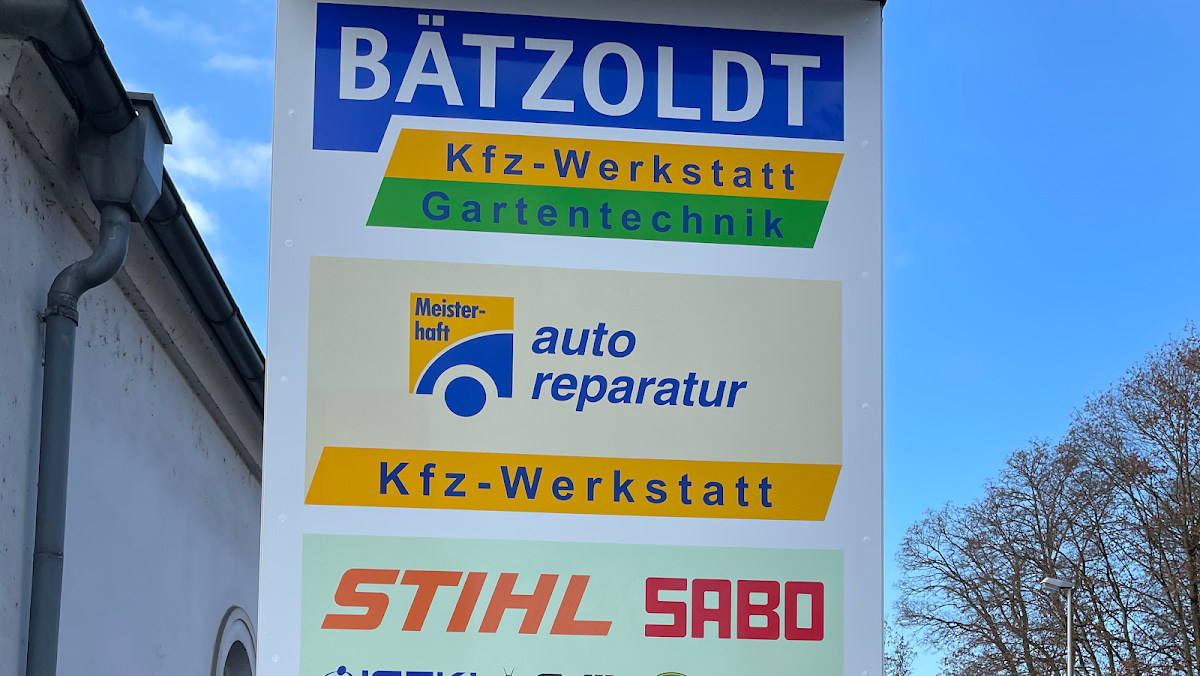 BÄTZOLDT
Kfz-Werkstatt
Gartentechnik
Meister-
haft
auto
reparatur
Kfz-Werkstatt
STIHL SABO